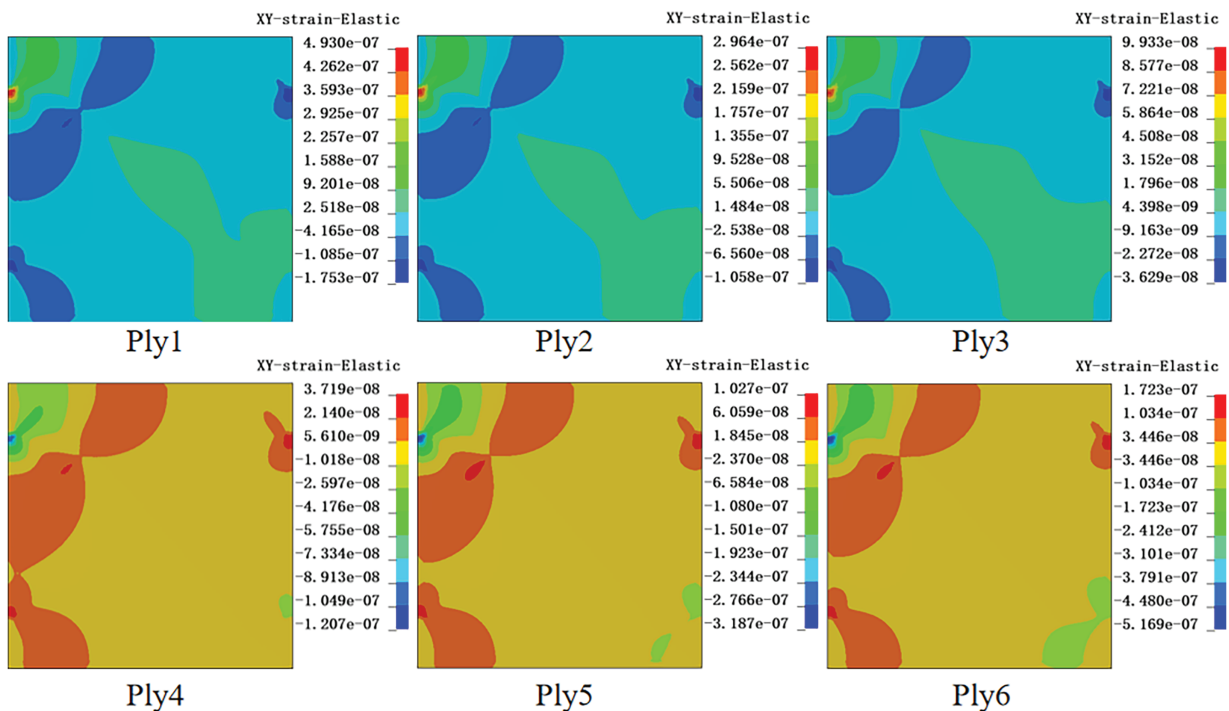 XY-strain-Elastic
4.930e-07
4.262e-07
3.593e-07
2.925e-07
2.257e-07
1.588e-07
9.201e-08
2.518e-08
-4.165e-08
-1.085e-07
-1.753e-07
Ply1
XY-strain-Elastic
2.964e-07
2.562e-07
2.159e-07
1.757e-07
1.355e-07
9.528e-08
5.506e-08
1.484e-08
-2.538e-08
-6.560e-08
-1.058e-07
Ply2
XY-strain-Elastic
9.933e-08
8.577e-08
7.221e-08
5.864e-08
4.508e-08
3.152e-08
1.796e-08
4.398e-09
-9.163e-09
-2.272e-08
-3.629e-08
Ply3
XY-strain-Elastic
3.719e-08
2.140e-08
5.610e-09
-1.018e-08
-2.597e-08
-4.176e-08
-5.755e-08
-7.334e-08
-8.913e-08
-1.049e-07
-1.207e-07
Ply4
XY-strain-Elastic
1.027e-07
6.059e-08
1.845e-08
-2.370e-08
-6.584e-08
-1.080e-07
-1.501e-07
-1.923e-07
-2.344e-07
-2.766e-07
-3.187e-07
Ply5
XY-strain-Elastic
1.723e-07
1.034e-07
3.446e-08
-3.446e-08
-1.034e-07
-1.723e-07
-2.412e-07
-3.101e-07
-3.791e-07
-4.480e-07
-5.169e-07
Ply6